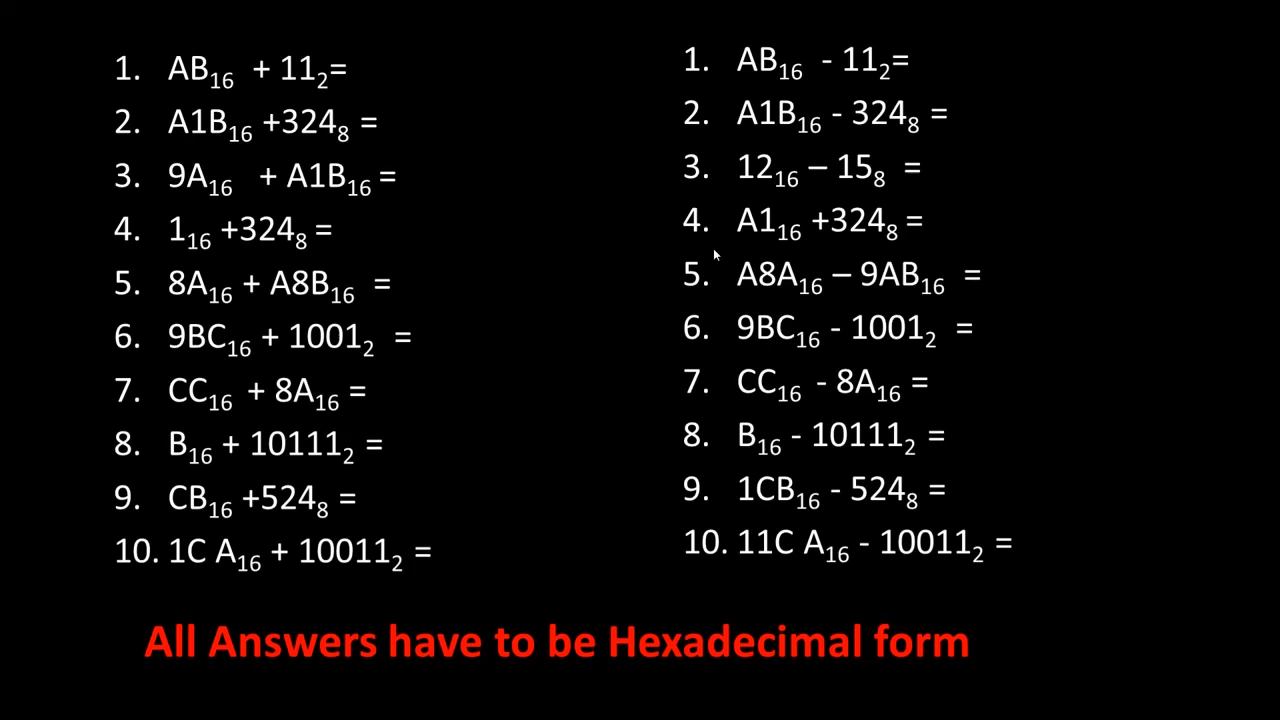 1. AB₁₆ + 11₂=
2. A1B₁₆ +324₈ =
3. 9A₁₆ + A1B₁₆ =
4. 1₁₆ +324₈ =
5. 8A₁₆ + A8B₁₆ =
6. 9BC₁₆ + 1001₂ =
7. CC₁₆ + 8A₁₆ =
8. B₁₆ + 10111₂ =
9. CB₁₆ +524₈ =
10. 1C A₁₆ + 10011₂ =
1. AB₁₆ - 11₂=
2. A1B₁₆ - 324₈ =
3. 12₁₆ – 15₈ =
4. A1₁₆ +324₈ =
5. A8A₁₆ – 9AB₁₆ =
6. 9BC₁₆ - 1001₂ =
7. CC₁₆ - 8A₁₆ =
8. B₁₆ - 10111₂ =
9. 1CB₁₆ - 524₈ =
10. 11C A₁₆ - 10011₂ =
All Answers have to be Hexadecimal form